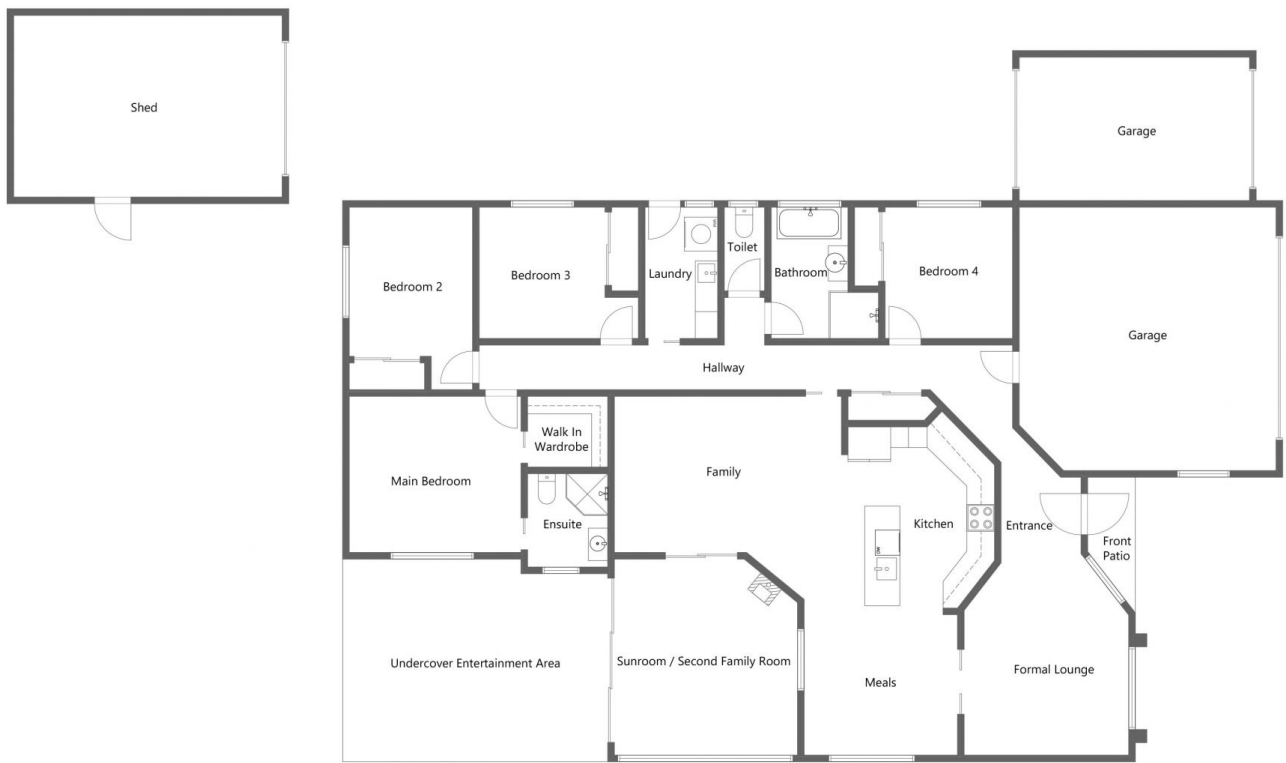 Shed
Garage
Bedroom 2
Bedroom 3
Laundry
Toilet
Bathroom
Bedroom 4
Garage
Hallway
Main Bedroom
Walk In
Wardrobe
Ensuite
Family
Kitchen
Entrance
Front
Patio
Undercover Entertainment Area
Sunroom / Second Family Room
Meals
Formal Lounge